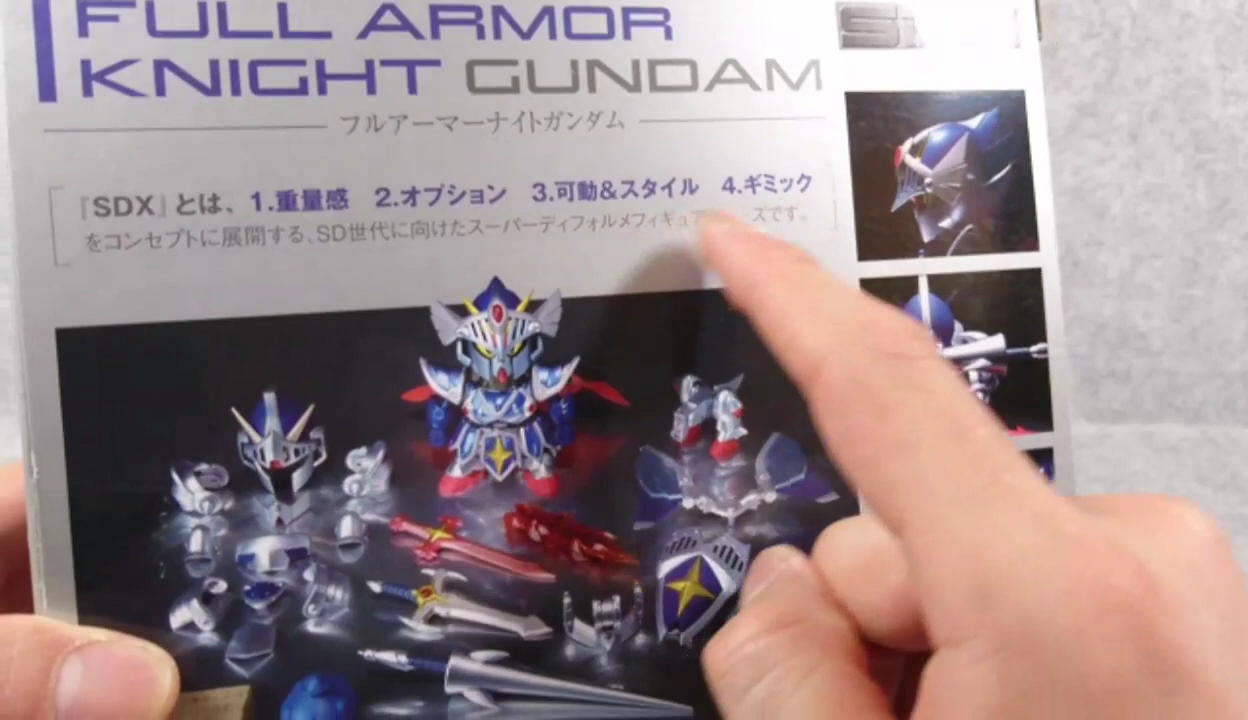 FULL ARMOR
KNIGHT GUNDAM
フルアーマーナイトガンダム
『SDX』とは、1.重量感 2.オプション 3.可動&スタイル 4.ギミック
をコンセプトに展開する、SD世代に向けたスーパーディフォルメフィギュア ズです。